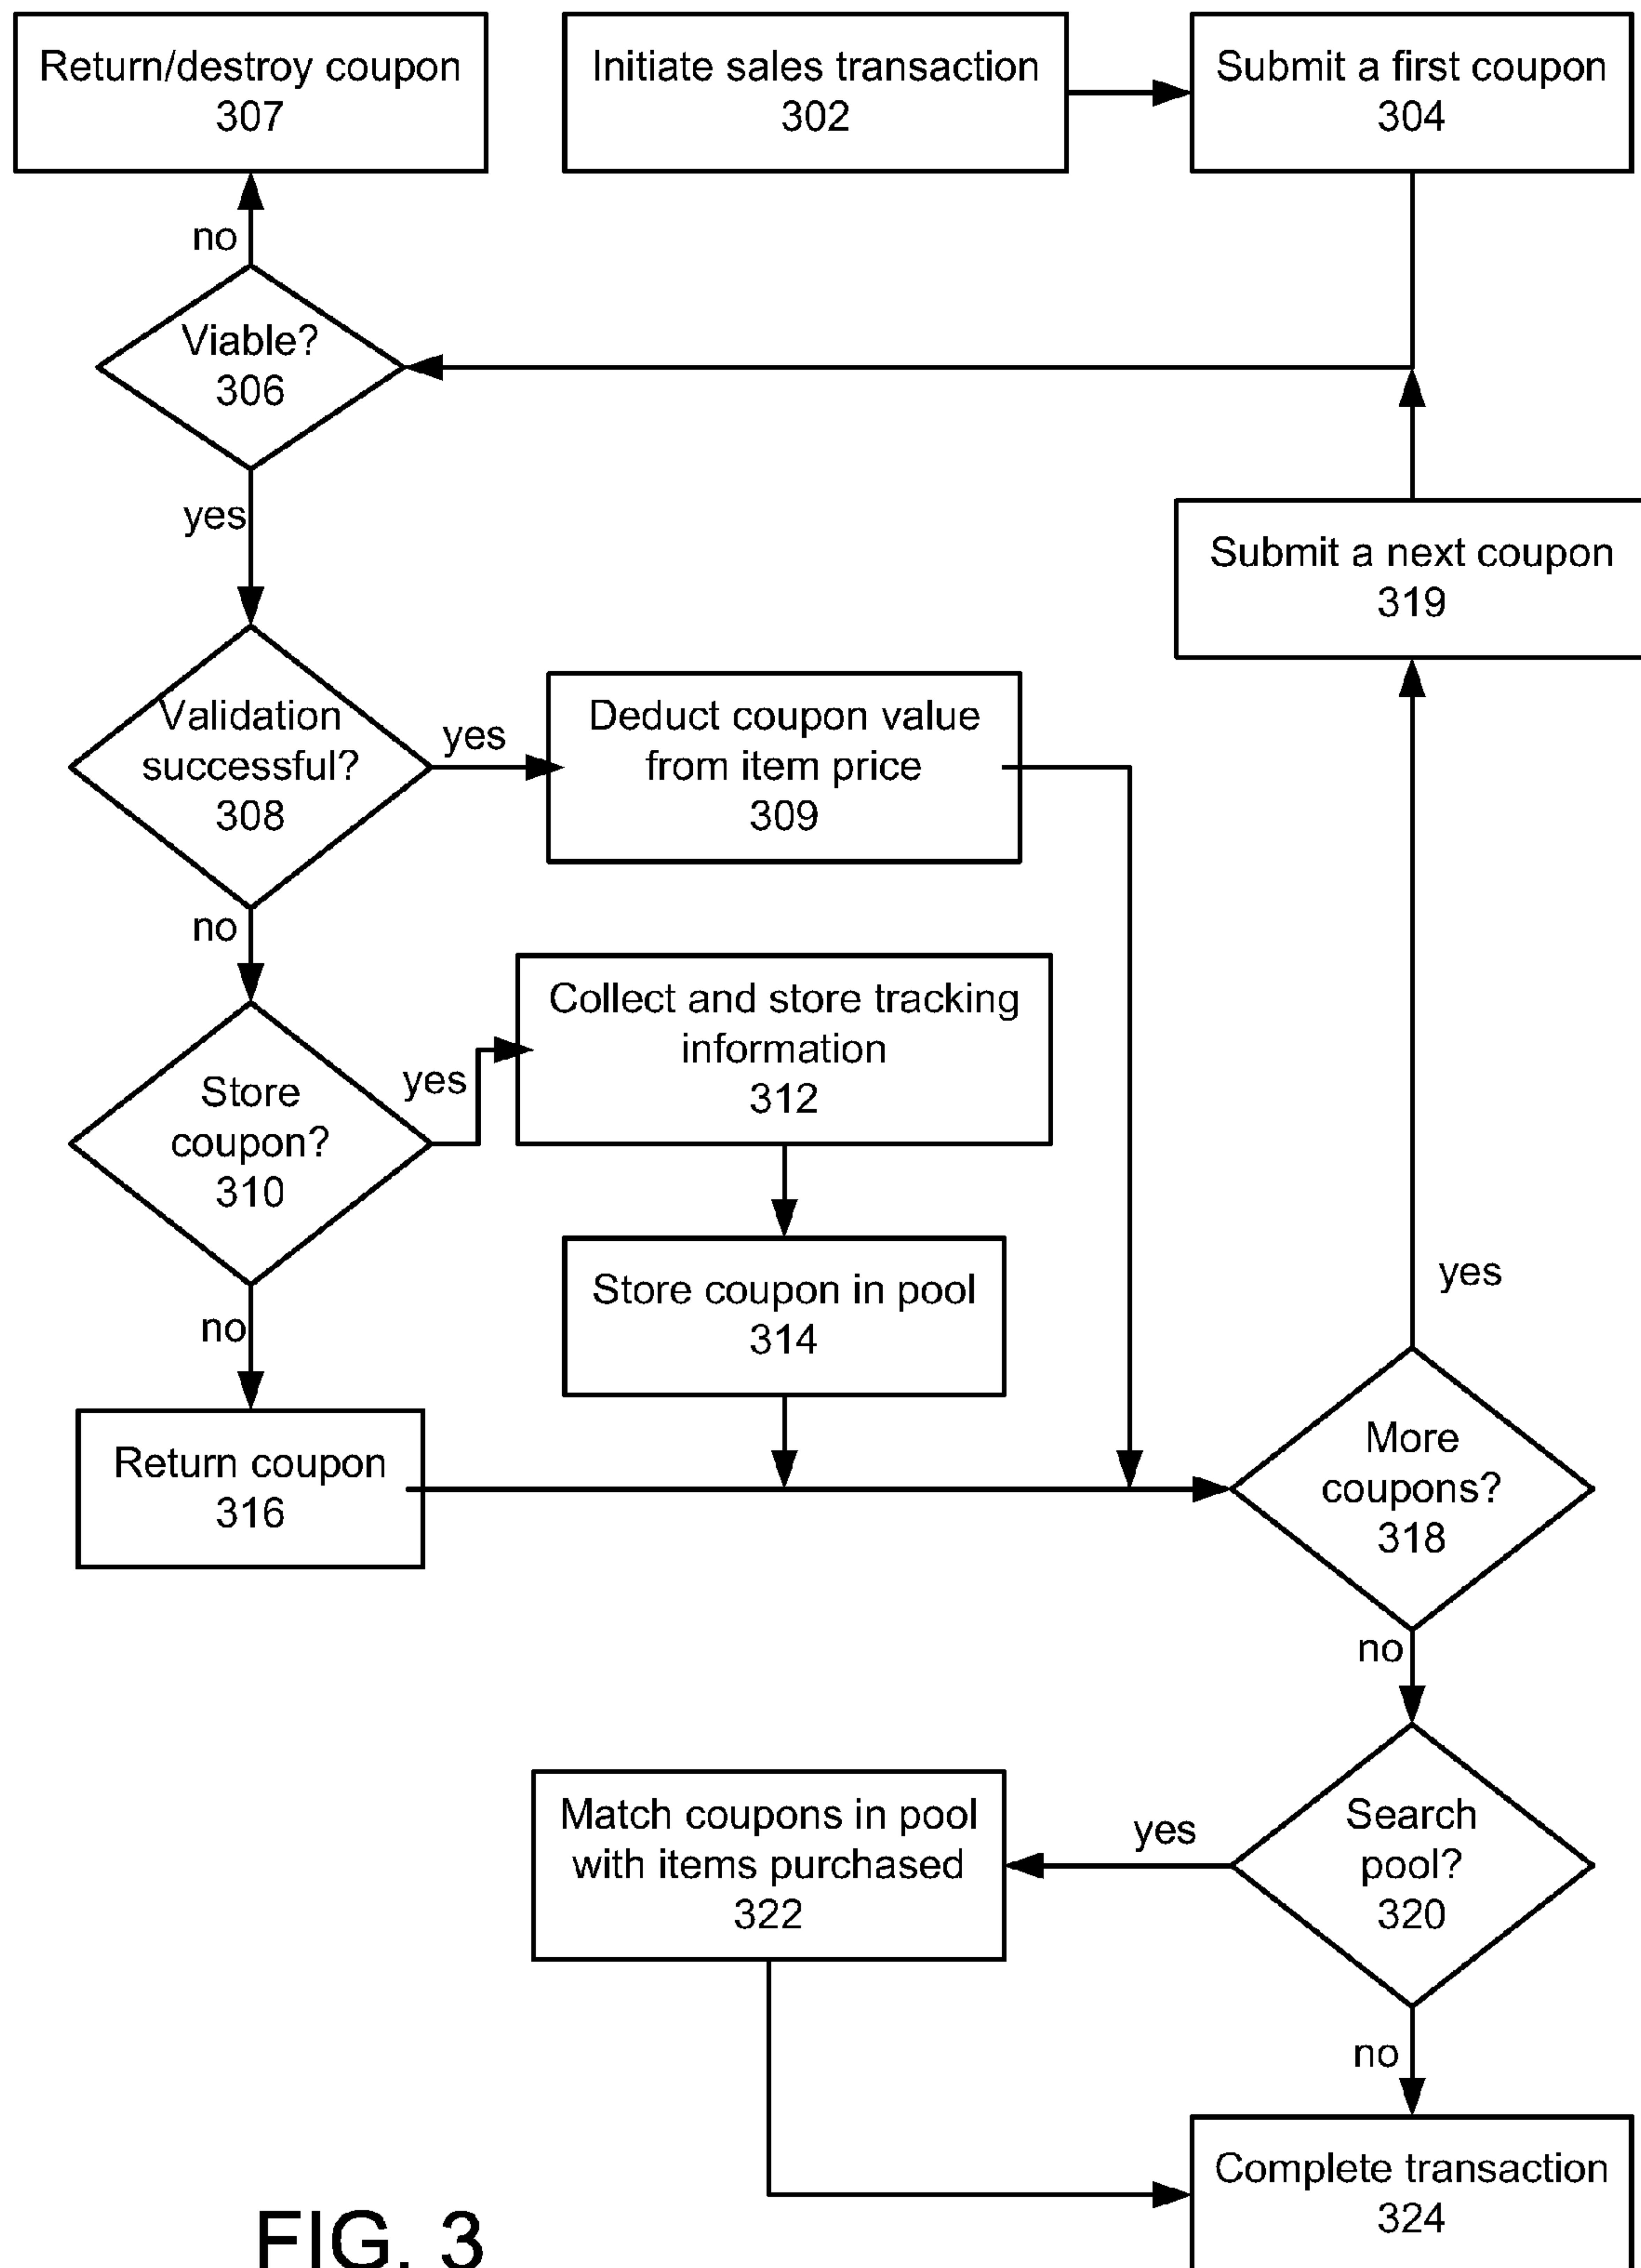 Return/destroy coupon
307
Initiate sales transaction
302
Submit a first coupon
304
no
Viable?
306
yes
Submit a next coupon
319
Validation
successful?
308
yes
Deduct coupon value
from item price
309
no
Collect and store tracking
information
312
Store
coupon?
310
yes
Store coupon in pool
314
yes
no
Return coupon
316
More
coupons?
318
no
Match coupons in pool
with items purchased
322
yes
Search
pool?
320
no
Complete transaction
324
FIG. 3